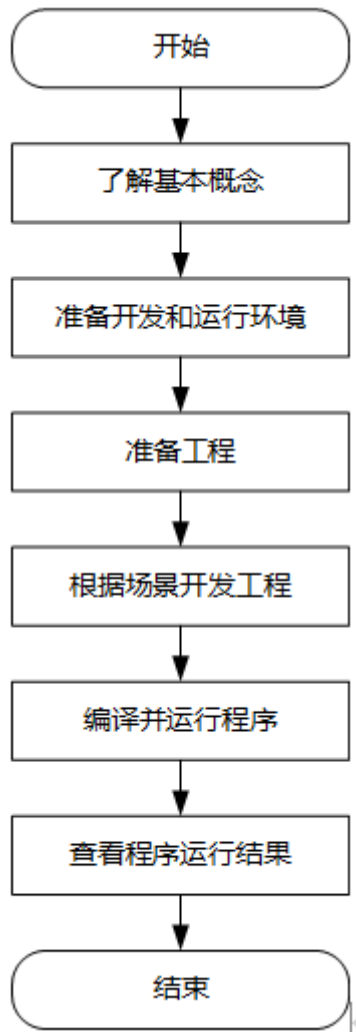 开始
了解基本概念
准备开发和运行环境
准备工程
根据场景开发工程
编译并运行程序
查看程序运行结果
结束